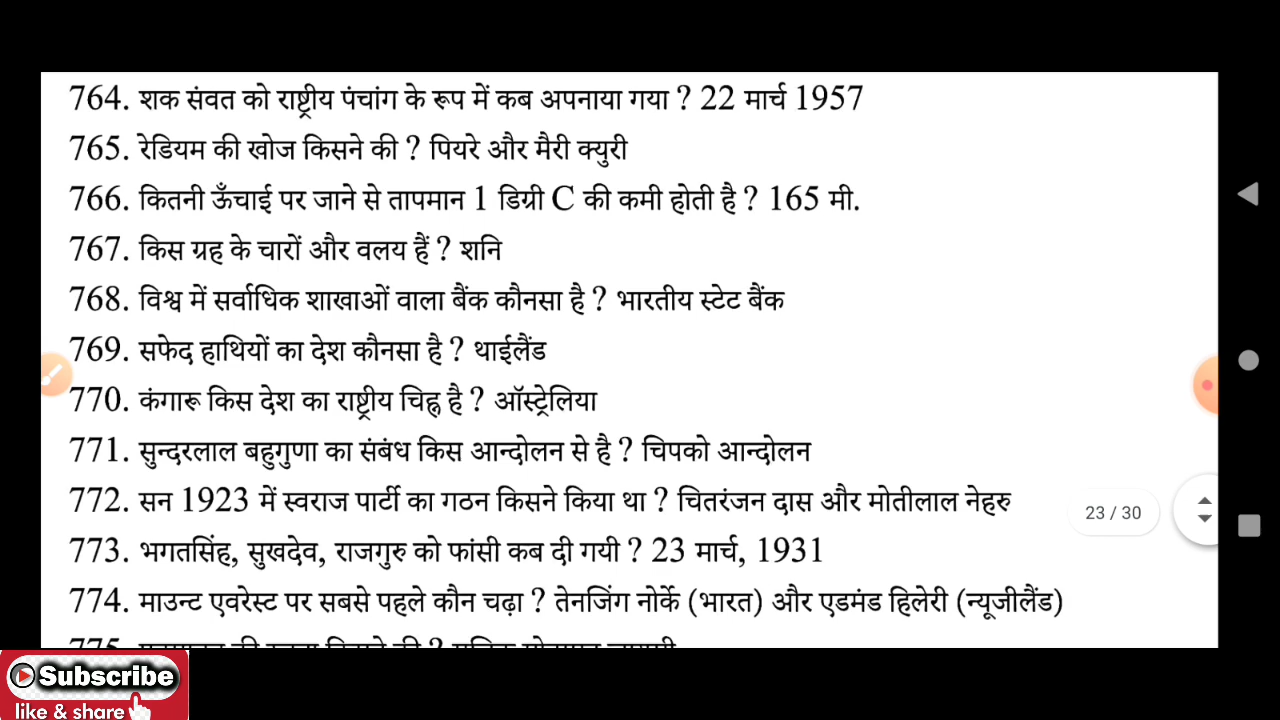 764. शक संवत को राष्ट्रीय पंचांग के रूप में कब अपनाया गया ? 22 मार्च 1957
765. रेडियम की खोज किसने की ? पियरे और मैरी क्युरी
766. कितनी ऊँचाई पर जाने से तापमान 1 डिग्री C की कमी होती है ? 165 मी.
767. किस ग्रह के चारों और वलय हैं ? शनि
768. विश्व में सर्वाधिक शाखाओं वाला बैंक कौनसा है ? भारतीय स्टेट बैंक
769. सफेद हाथियों का देश कौनसा है ? थाईलैंड
770. कंगारू किस देश का राष्ट्रीय चिह्न है ? ऑस्ट्रेलिया
771. सुन्दरलाल बहुगुणा का संबंध किस आन्दोलन से है ? चिपको आन्दोलन
772. सन 1923 में स्वराज पार्टी का गठन किसने किया था ? चितरंजन दास और मोतीलाल नेहरु
23 / 30
773. भगतसिंह, सुखदेव, राजगुरु को फांसी कब दी गयी ? 23 मार्च, 1931
774. माउन्ट एवरेस्ट पर सबसे पहले कौन चढ़ा ? तेनजिंग नोर्के (भारत) और एडमंड हिलेरी (न्यूजीलैंड)
775.
Subscribe
like & share